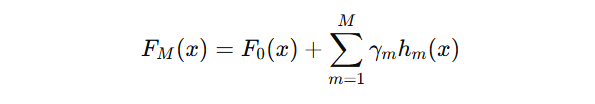 F_M(x) = F_0(x) + \sum_{m=1}^{M} \gamma_m h_m(x)